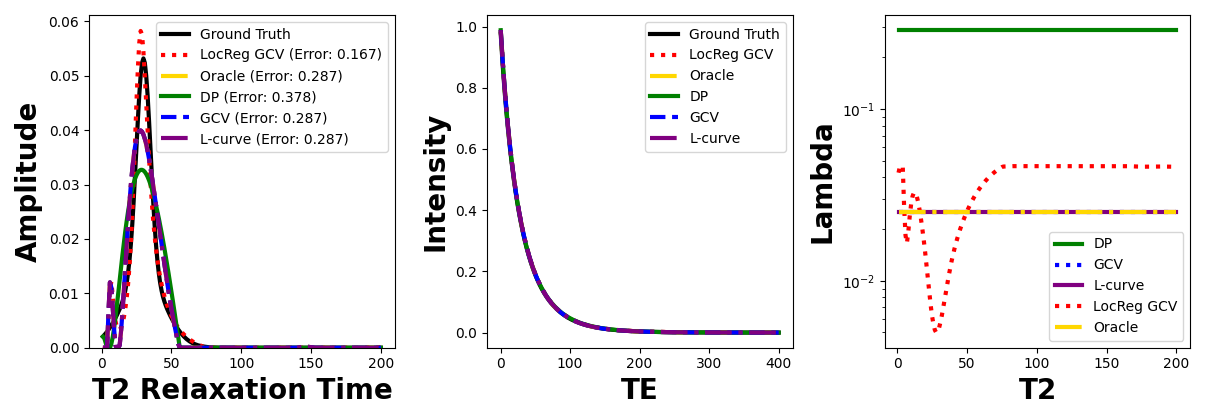 Amplitude
0.06
0.05
0.04
0.03
0.02
0.01
0.00
0
50
100
150
200
T2 Relaxation Time
Ground Truth
LocReg GCV (Error: 0.167)
Oracle (Error: 0.287)
DP (Error: 0.378)
GCV (Error: 0.287)
L-curve (Error: 0.287)
Intensity
1.0
0.8
0.6
0.4
0.2
0.0
0
100
200
300
400
TE
Ground Truth
LocReg GCV
Oracle
DP
GCV
L-curve
Lambda
10⁻¹
10⁻²
0
50
100
150
200
T2
DP
GCV
L-curve
LocReg GCV
Oracle